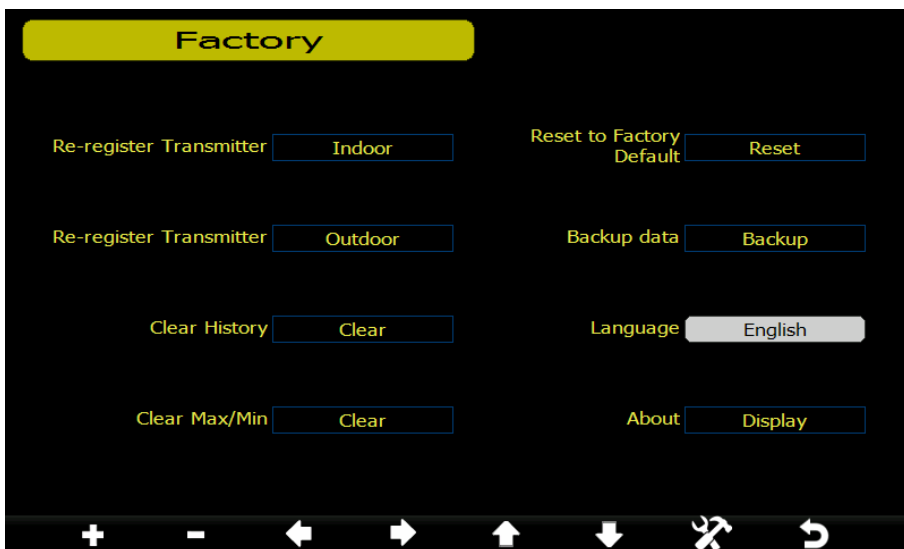 Factory
Re-register Transmitter Indoor
Reset to Factory
Default Reset
Re-register Transmitter Outdoor
Backup data Backup
Clear History Clear
Language English
Clear Max/Min Clear
About Display